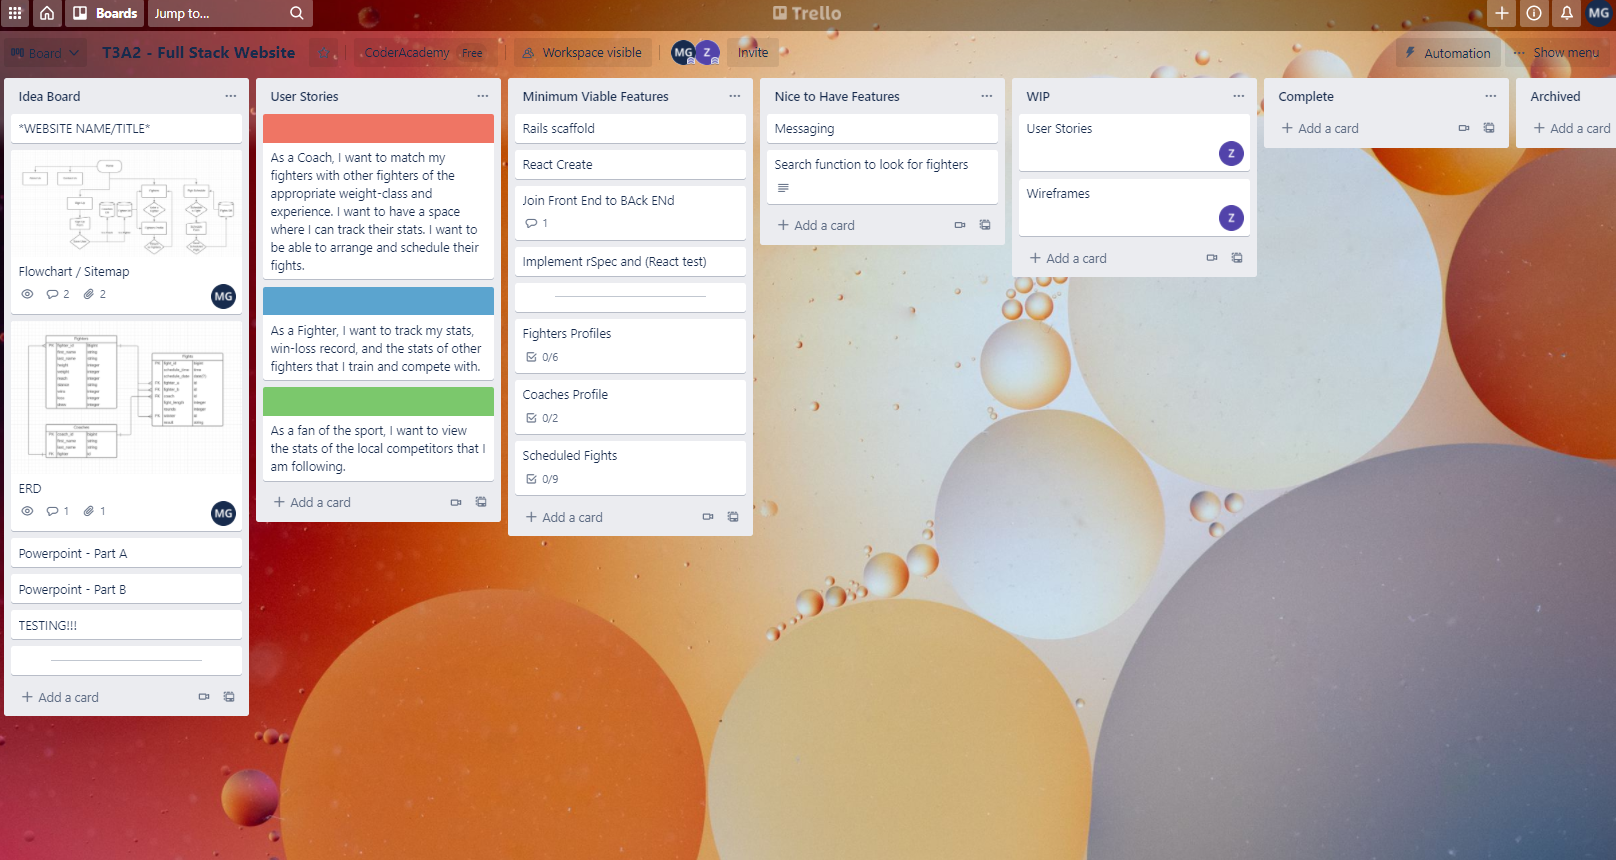 Boards
Jump to...
Trello
MG
Board
T3A2 - Full Stack Website
CoderAcademy Free
Workspace visible
MG
Z
Invite
Automation
Show menu
Idea Board
*WEBSITE NAME/TITLE*
Flowchart / Sitemap
2
2
MG
Fighters
Fights
Coaches
ERD
1
1
MG
Powerpoint - Part A
Powerpoint - Part B
TESTING!!!
Add a card
User Stories
As a Coach, I want to match my
fighters with other fighters of the
appropriate weight-class and
experience. I want to have a space
where I can track their stats. I want to
be able to arrange and schedule their
fights.
As a Fighter, I want to track my stats,
win-loss record, and the stats of other
fighters that I train and compete with.
As a fan of the sport, I want to view
the stats of the local competitors that I
am following.
Add a card
Minimum Viable Features
Rails scaffold
React Create
Join Front End to BAck ENd
1
Implement rSpec and (React test)
Fighters Profiles
0/6
Coaches Profile
0/2
Scheduled Fights
0/9
Add a card
Nice to Have Features
Messaging
Search function to look for fighters
Add a card
WIP
User Stories
Z
Wireframes
Z
Add a card
Complete
Add a card
Archived
Add a card